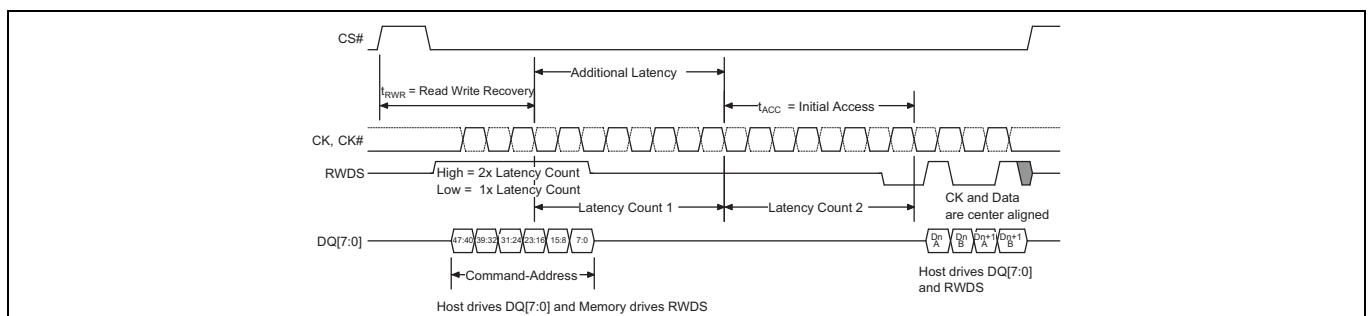 CS#
Additional Latency
tRWR = Read Write Recovery
tACC = Initial Access
CK, CK#
RWDS
High = 2x Latency Count
Low = 1x Latency Count
CK and Data
are center aligned
Latency Count 1
Latency Count 2
DQ[7:0]
47:40 39:32 31:24 23:16 15:8 7:0
Dn A
Dn B
Dn+1 A
Dn+1 B
Command-Address
Host drives DQ[7:0]
and RWDS
Host drives DQ[7:0] and Memory drives RWDS